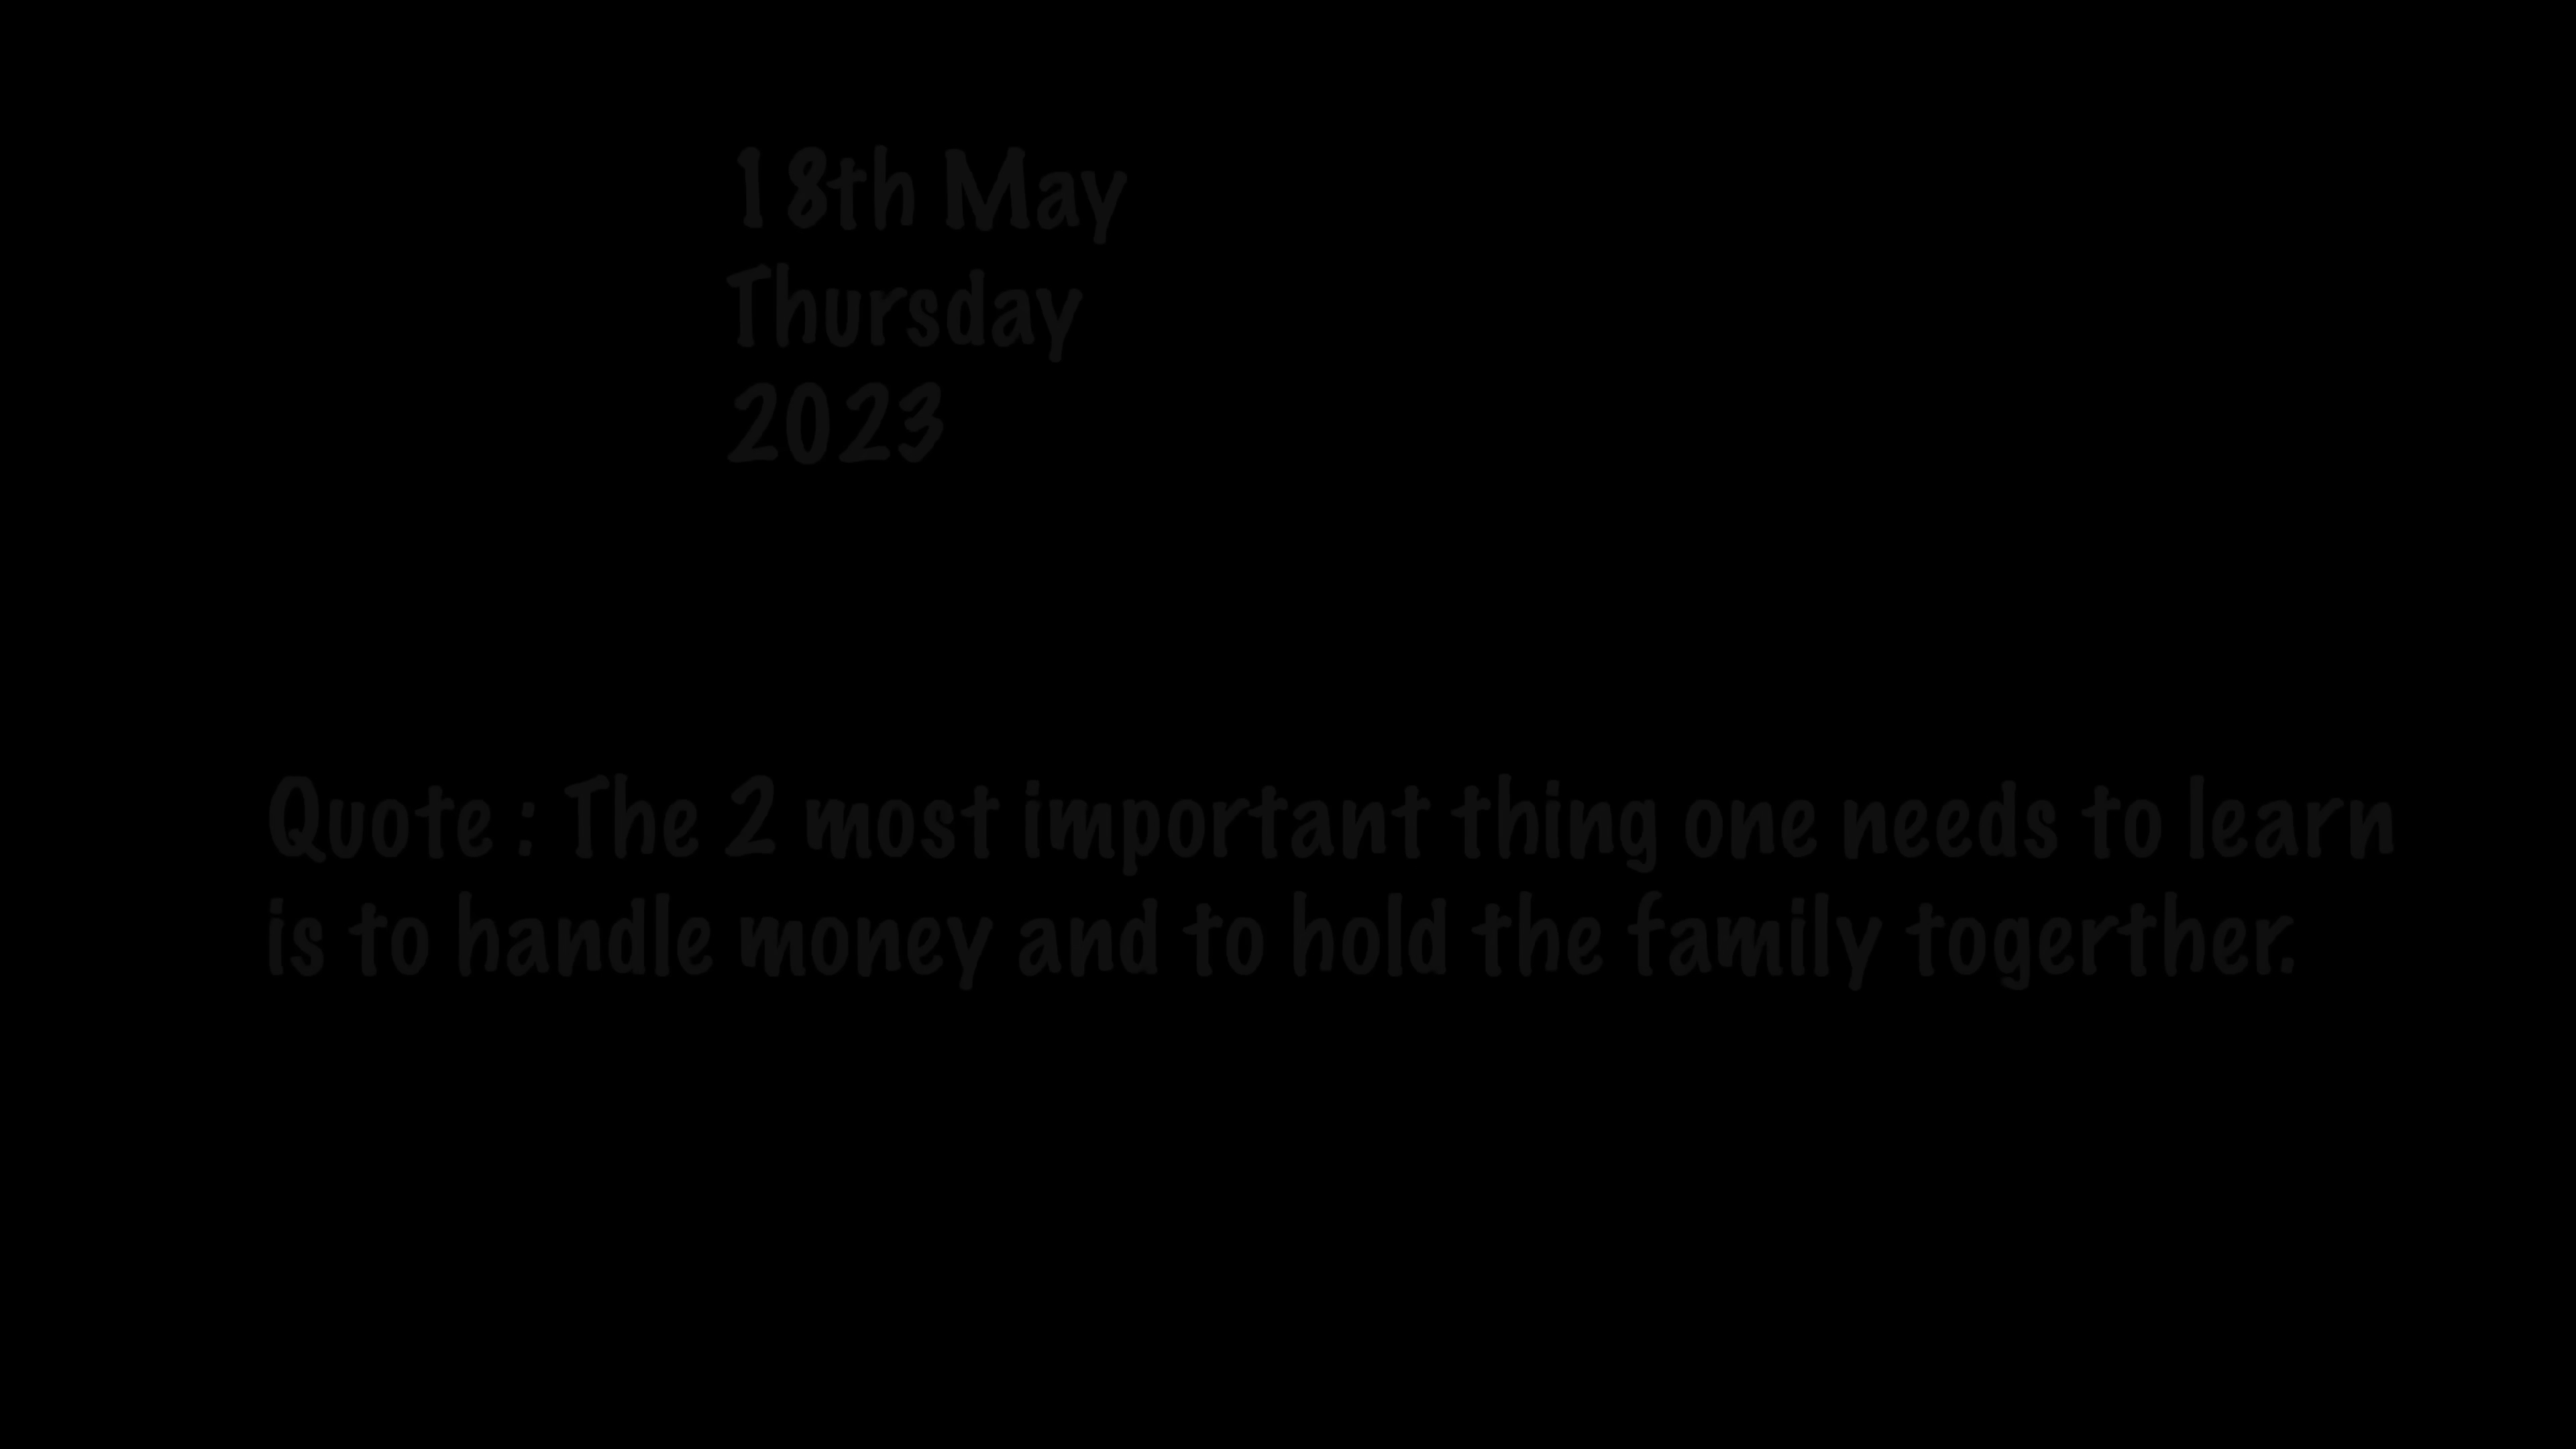 18th May
Thursday
2023
Quote : The 2 most important thing one needs to learn
is to handle money and to hold the family togerther.